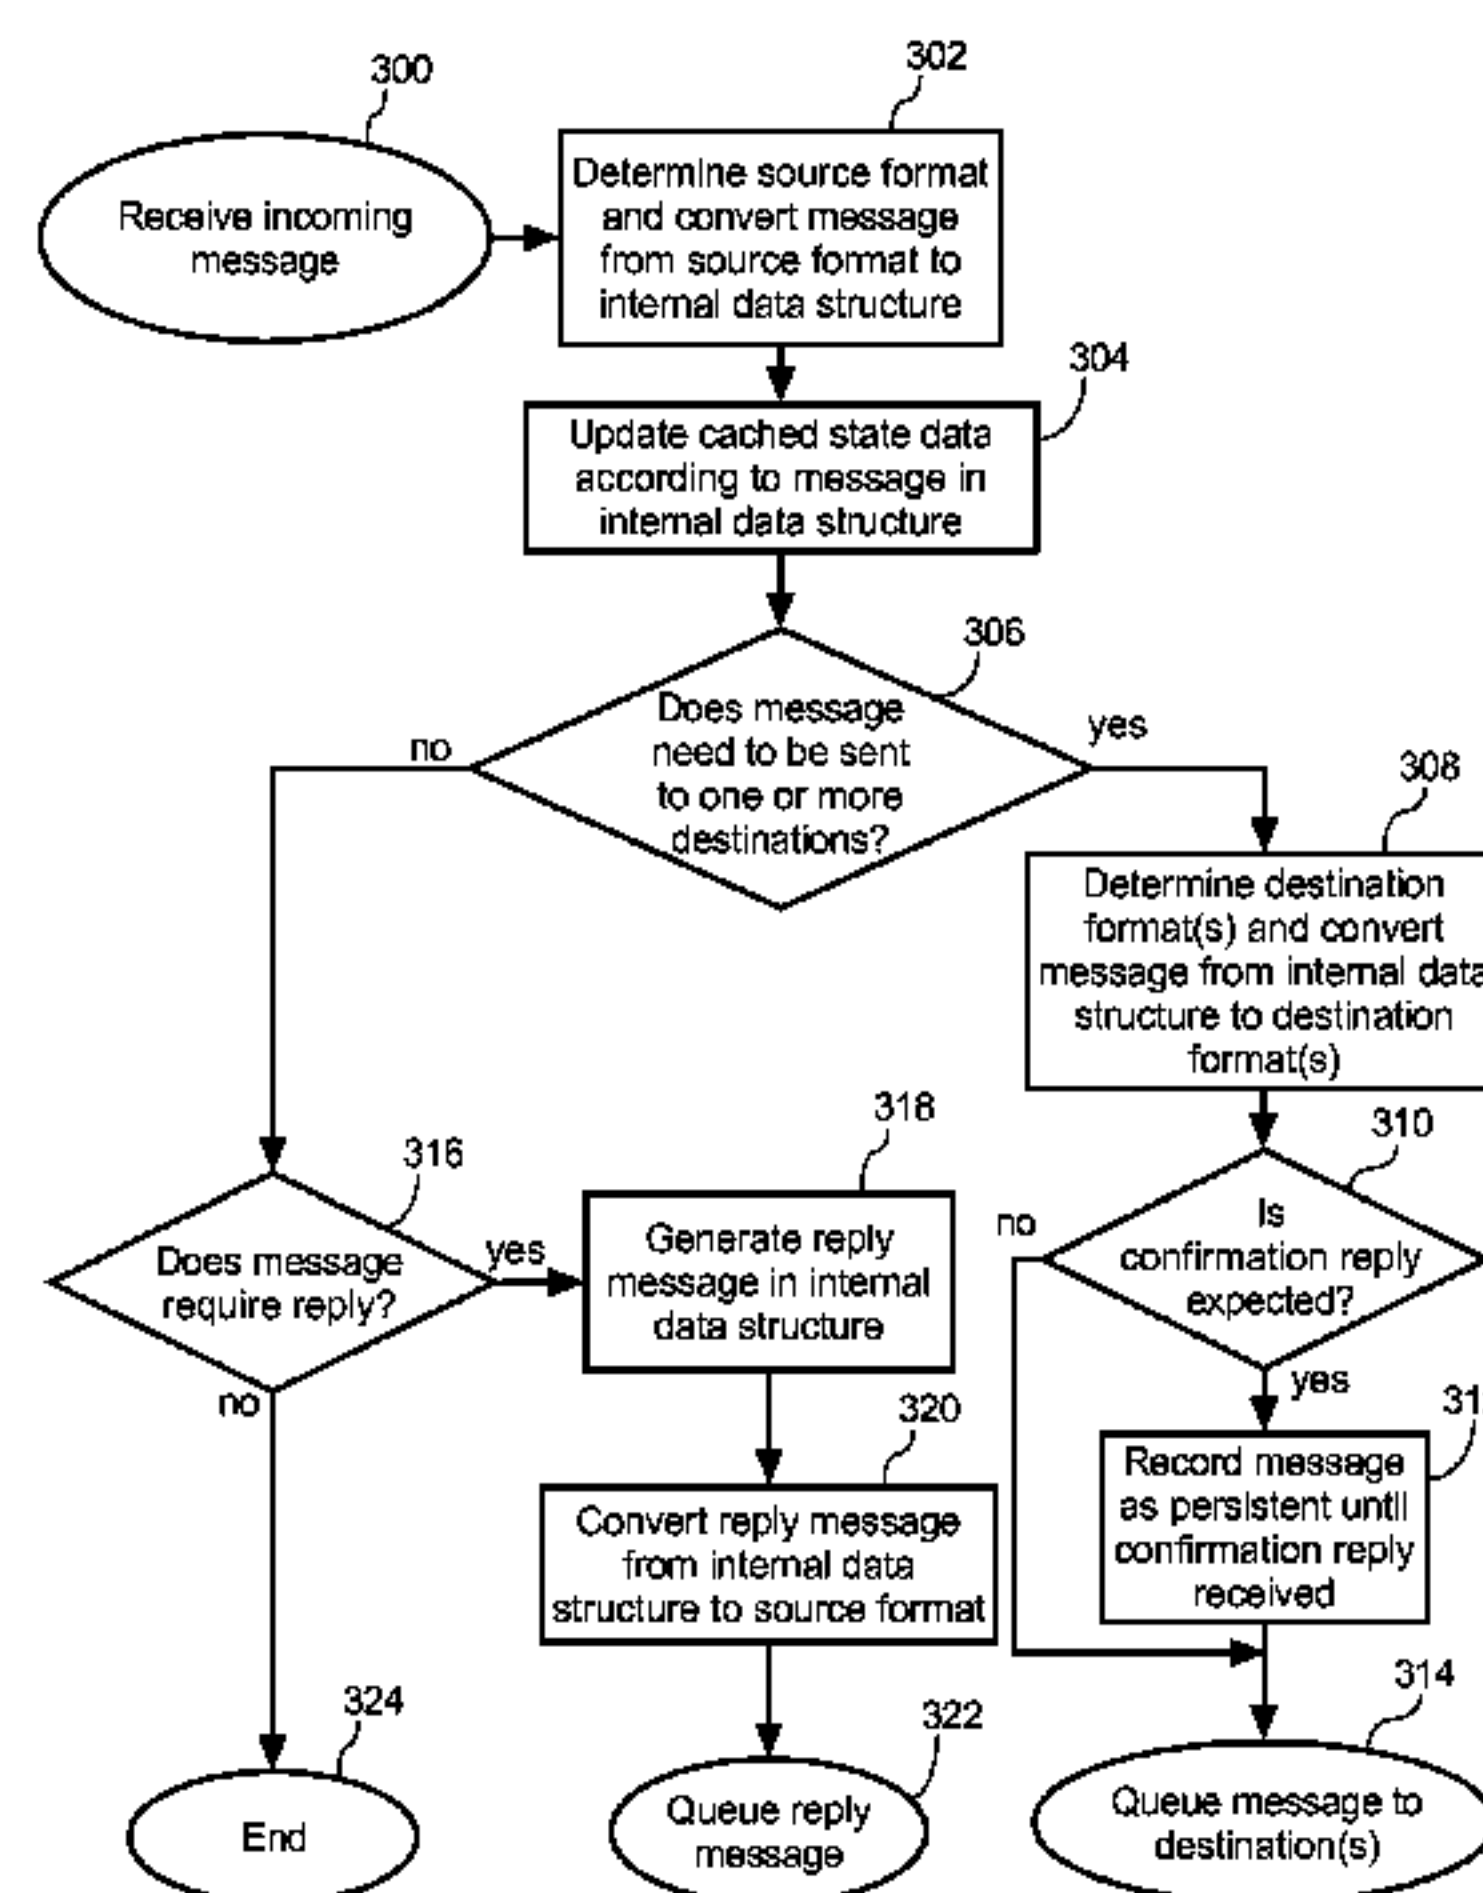 300
302
Receive incoming
message
Determine source format
and convert message
from source format to
internal data structure
304
Update cached state data
according to message in
internal data structure
306
Does message
need to be sent
to one or more
destinations?
no
yes
308
Determine destination
format(s) and convert
message from internal data
structure to destination
format(s)
310
Is
confirmation reply
expected?
no
yes
31
Record message
as persistent until
confirmation reply
received
314
Queue message to
destination(s)
316
Does message
require reply?
yes
no
318
Generate reply
message in internal
data structure
320
Convert reply message
from internal data
structure to source format
322
Queue reply
message
324
End